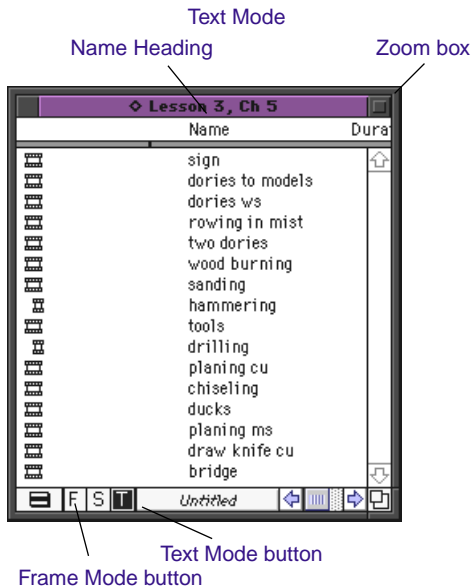 Text Mode
Name Heading Zoom box
◇ Lesson 3, Ch 5
Name Durat
sign
dories to models
dories ws
rowing in mist
two dories
wood burning
sanding
hammering
tools
drilling
planing cu
chiseling
ducks
planing ms
draw knife cu
bridge
F S T Untitled
Text Mode button
Frame Mode button